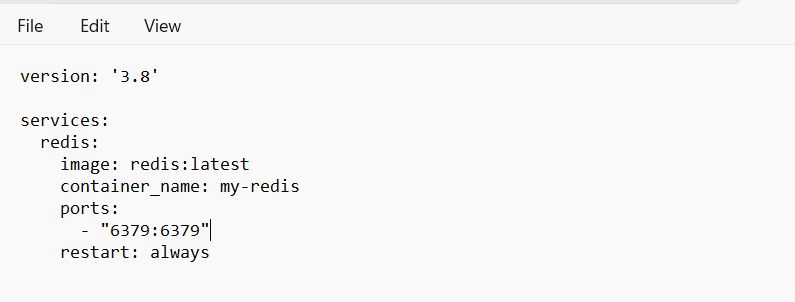 File Edit View
version: '3.8'
services:
  redis:
    image: redis:latest
    container_name: my-redis
    ports:
      - "6379:6379"
    restart: always